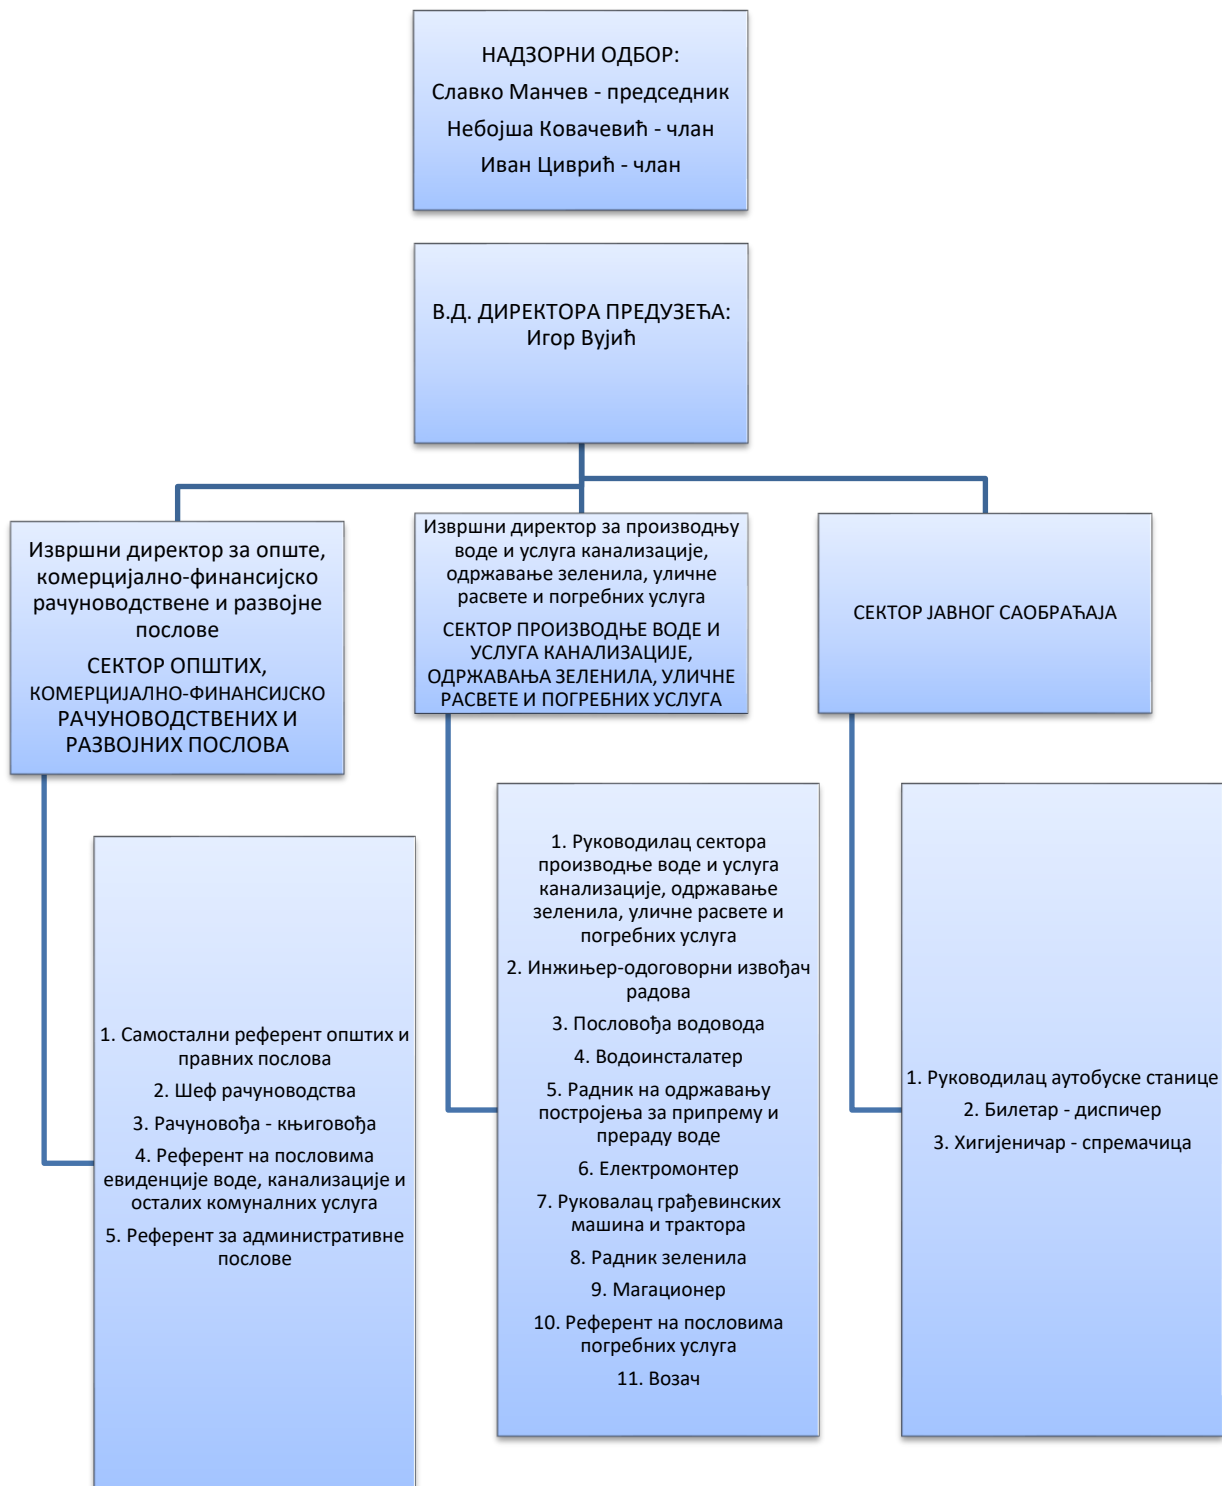 НАДЗОРНИ ОДБОР:
Славко Манчев - председник
Небојша Ковачевић - члан
Иван Циврић - члан
В.Д. ДИРЕКТОРА ПРЕДУЗЕЋА:
Игор Вујић
Извршни директор за опште,
комерцијално-финансијско
рачуноводствене и развојне
послове
СЕКТОР ОПШТИХ,
КОМЕРЦИЈАЛНО-ФИНАНСИЈСКО
РАЧУНОВОДСТВЕНИХ И
РАЗВОЈНИХ ПОСЛОВА
Извршни директор за производњу
воде и услуга канализације,
одржавање зеленила, уличне
расвете и погребних услуга
СЕКТОР ПРОИЗВОДЊЕ ВОДЕ И
УСЛУГА КАНАЛИЗАЦИЈЕ,
ОДРЖАВАЊА ЗЕЛЕНИЛА, УЛИЧНЕ
РАСВЕТЕ И ПОГРЕБНИХ УСЛУГА
СЕКТОР ЈАВНОГ САОБРАЋАЈА
1. Самостални референт општих и
правних послова
2. Шеф рачуноводства
3. Рачуновођа - књиговођа
4. Референт на пословима
евиденције воде, канализације и
осталих комуналних услуга
5. Референт за административне
послове
1. Руководилац сектора
производње воде и услуга
канализације, одржавање
зеленила, уличне расвете и
погребних услуга
2. Инжињер-одоговорни извођач
радова
3. Пословођа водовода
4. Водоинсталатер
5. Радник на одржавању
постројења за припрему и
прераду воде
6. Електромонтер
7. Руковалац грађевинских
машина и трактора
8. Радник зеленила
9. Магационер
10. Референт на пословима
погребних услуга
11. Возач
1. Руководилац аутобуске станице
2. Билетар - диспичер
3. Хигијеничар - спремачица